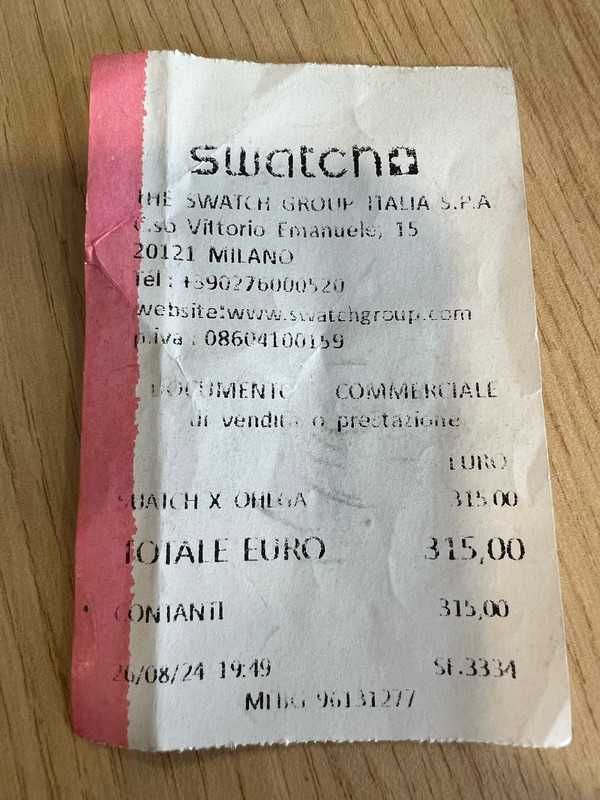 swatch
THE SWATCH GROUP ITALIA S.P.A
C.so Vittorio Emanuele, 15
20121 MILANO
Tel : +390276000520
website:www.swatchgroup.com
p.iva : 08604100159
DOCUMENTO COMMERCIALE
di vendita o prestazione
EURO
SWATCH X OMEGA 315,00
TOTALE EURO 315,00
CONTANTI 315,00
26/08/24 19:49 SF.3334
96131277